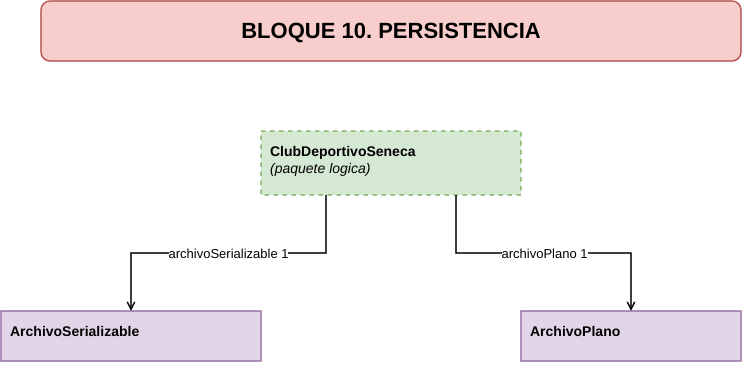 BLOQUE 10. PERSISTENCIA
ClubDeportivoSeneca
(paquete logica)
archivoSerializable 1
archivoPlano 1
ArchivoSerializable
ArchivoPlano